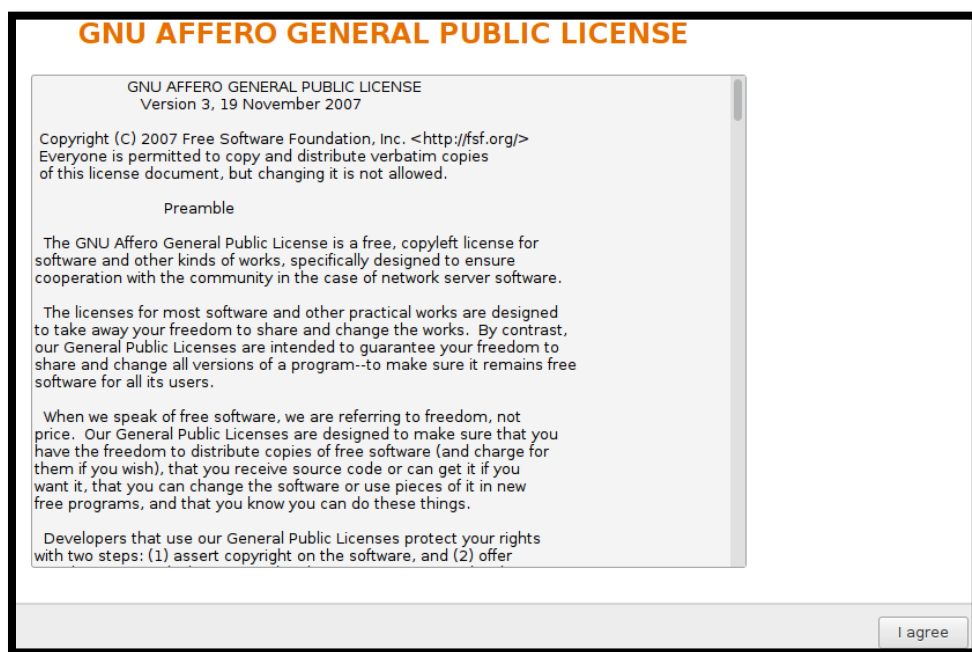 GNU AFFERO GENERAL PUBLIC LICENSE
GNU AFFERO GENERAL PUBLIC LICENSE
Version 3, 19 November 2007
Copyright (C) 2007 Free Software Foundation, Inc. <http://fsf.org/>
Everyone is permitted to copy and distribute verbatim copies
of this license document, but changing it is not allowed.
Preamble
The GNU Affero General Public License is a free, copyleft license for
software and other kinds of works, specifically designed to ensure
cooperation with the community in the case of network server software.
The licenses for most software and other practical works are designed
to take away your freedom to share and change the works.  By contrast,
our General Public Licenses are intended to guarantee your freedom to
share and change all versions of a program--to make sure it remains free
software for all its users.
When we speak of free software, we are referring to freedom, not
price.  Our General Public Licenses are designed to make sure that you
have the freedom to distribute copies of free software (and charge for
them if you wish), that you receive source code or can get it if you
want it, that you can change the software or use pieces of it in new
free programs, and that you know you can do these things.
Developers that use our General Public Licenses protect your rights
with two steps: (1) assert copyright on the software, and (2) offer
I agree